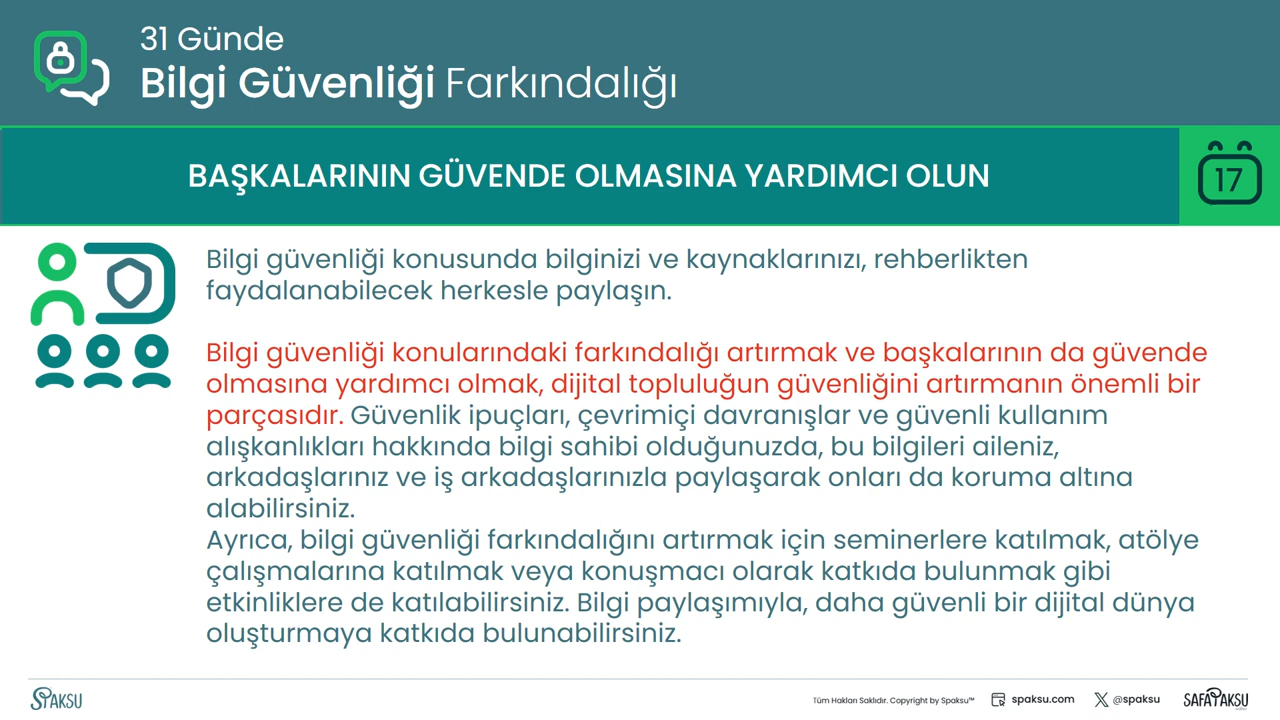 31 Günde
Bilgi Güvenliği Farkındalığı
BAŞKALARININ GÜVENDE OLMASINA YARDIMCI OLUN
17
Bilgi güvenliği konusunda bilginizi ve kaynaklarınızı, rehberlikten
faydalanabilecek herkesle paylaşın.
Bilgi güvenliği konularındaki farkındalığı artırmak ve başkalarının da güvende
olmasına yardımcı olmak, dijital topluluğun güvenliğini artırmanın önemli bir
parçasıdır. Güvenlik ipuçları, çevrimiçi davranışlar ve güvenli kullanım
alışkanlıkları hakkında bilgi sahibi olduğunuzda, bu bilgileri aileniz,
arkadaşlarınız ve iş arkadaşlarınızla paylaşarak onları da koruma altına
alabilirsiniz.
Ayrıca, bilgi güvenliği farkındalığını artırmak için seminerlere katılmak, atölye
çalışmalarına katılmak veya konuşmacı olarak katkıda bulunmak gibi
etkinliklere de katılabilirsiniz. Bilgi paylaşımıyla, daha güvenli bir dijital dünya
oluşturmaya katkıda bulunabilirsiniz.
SPAKSU
Tüm Hakları Saklıdır. Copyright by Spaksu™
spaksu.com
@spaksu
SAFA PAKSU